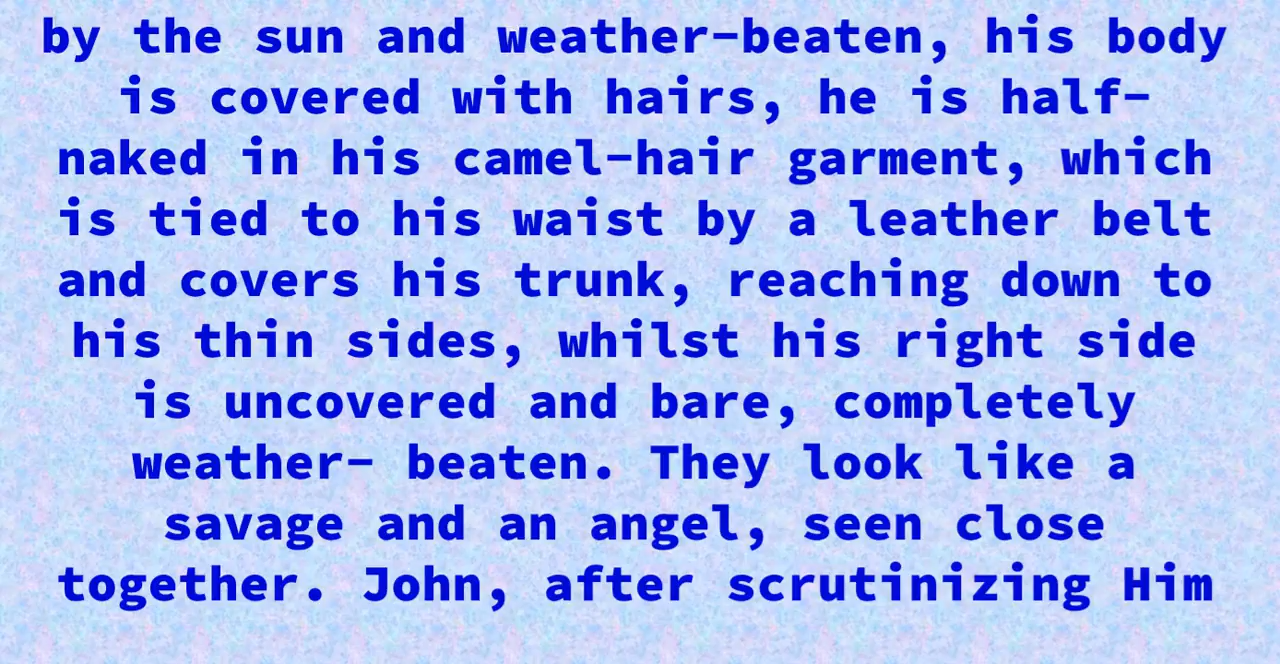 by the sun and weather-beaten, his body
is covered with hairs, he is half-
naked in his camel-hair garment, which
is tied to his waist by a leather belt
and covers his trunk, reaching down to
his thin sides, whilst his right side
is uncovered and bare, completely
weather- beaten. They look like a
savage and an angel, seen close
together. John, after scrutinizing Him